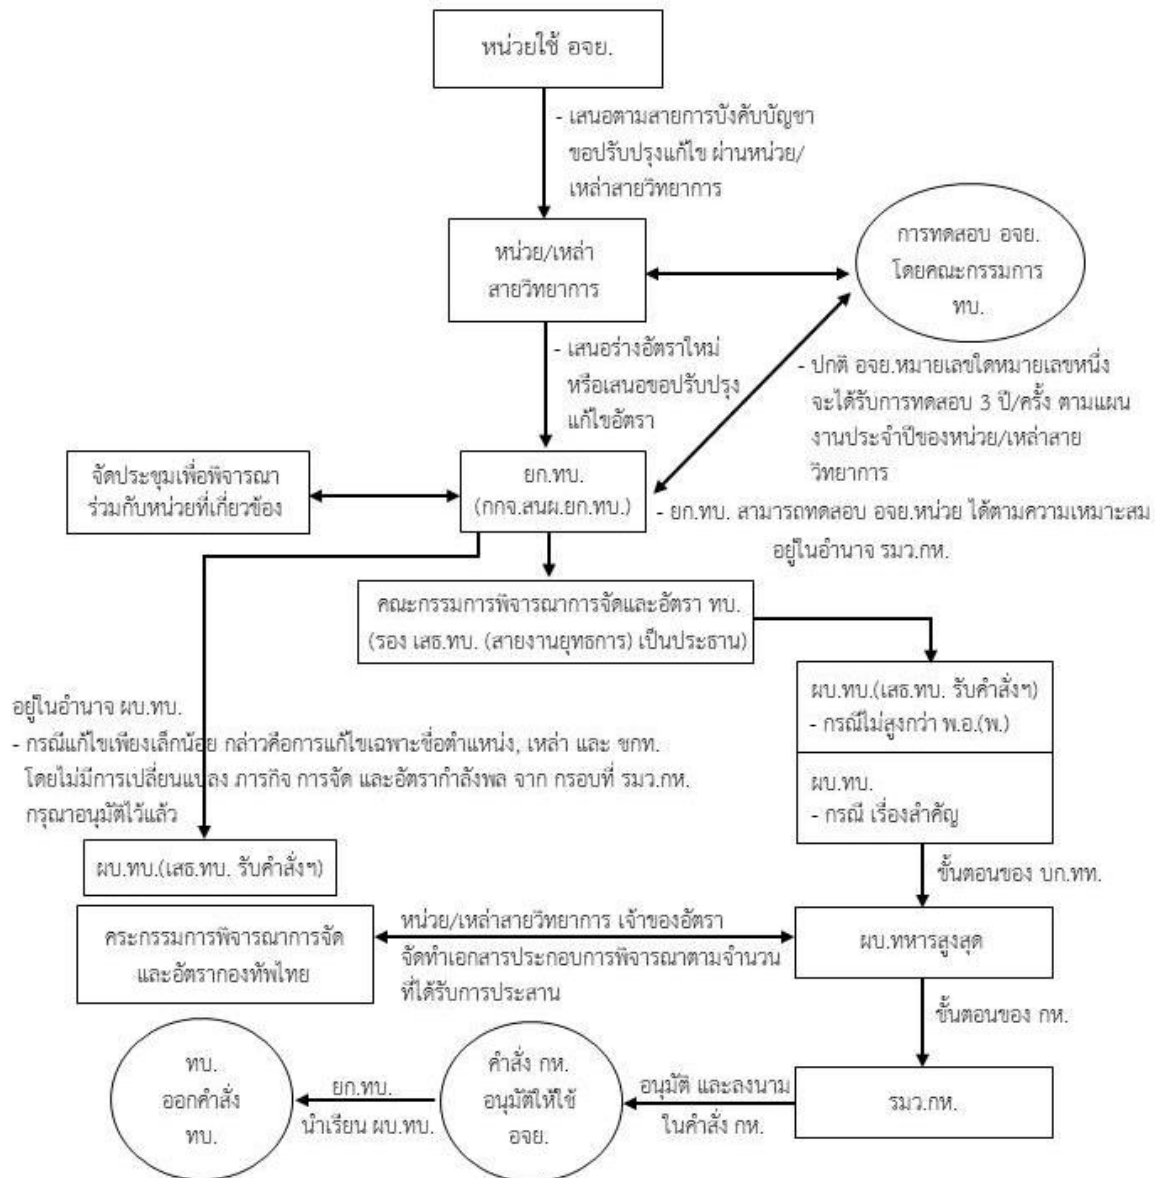 หน่วยใช้ อจย.
- เสนอตามสายการบังคับบัญชา
ขอปรับปรุงแก้ไข ผ่านหน่วย/
เหล่าสายวิทยาการ
หน่วย/เหล่า
สายวิทยาการ
การทดสอบ อจย.
โดยคณะกรรมการ
ทบ.
- เสนอร่างอัตราใหม่
หรือเสนอขอปรับปรุง
แก้ไขอัตรา
- ปกติ อจย.หมายเลขใดหมายเลขหนึ่ง
จะได้รับการทดสอบ 3 ปี/ครั้ง ตามแผน
งานประจำปีของหน่วย/เหล่าสาย
วิทยาการ
จัดประชุมเพื่อพิจารณา
ร่วมกับหน่วยที่เกี่ยวข้อง
ยก.ทบ.
(กกจ.สนผ.ยก.ทบ.)
- ยก.ทบ. สามารถทดสอบ อจย.หน่วย ได้ตามความเหมาะสม
อยู่ในอำนาจ รมว.กห.
คณะกรรมการพิจารณาการจัดและอัตรา ทบ.
(รอง เสธ.ทบ. (สายงานยุทธการ) เป็นประธาน)
ผบ.ทบ.(เสธ.ทบ. รับคำสั่งฯ)
- กรณีไม่สูงกว่า พ.อ.(พ.)
ผบ.ทบ.
- กรณี เรื่องสำคัญ
อยู่ในอำนาจ ผบ.ทบ.
- กรณีแก้ไขเพียงเล็กน้อย กล่าวคือการแก้ไขเฉพาะชื่อตำแหน่ง, เหล่า และ ชกท.
โดยไม่มีการเปลี่ยนแปลง ภารกิจ การจัด และอัตรากำลังพล จาก กรอบที่ รมว.กห.
กรุณาอนุมัติไว้แล้ว
ผบ.ทบ.(เสธ.ทบ. รับคำสั่งฯ)
ขั้นตอนของ บก.ทท.
คระกรรมการพิจารณาการจัด
และอัตรากองทัพไทย
หน่วย/เหล่าสายวิทยาการ เจ้าของอัตรา
จัดทำเอกสารประกอบการพิจารณาตามจำนวน
ที่ได้รับการประสาน
ผบ.ทหารสูงสุด
ขั้นตอนของ กห.
รมว.กห.
อนุมัติ และลงนาม
ในคำสั่ง กห.
คำสั่ง กห.
อนุมัติให้ใช้
อจย.
ยก.ทบ.
นำเรียน ผบ.ทบ.
ทบ.
ออกคำสั่ง
ทบ.